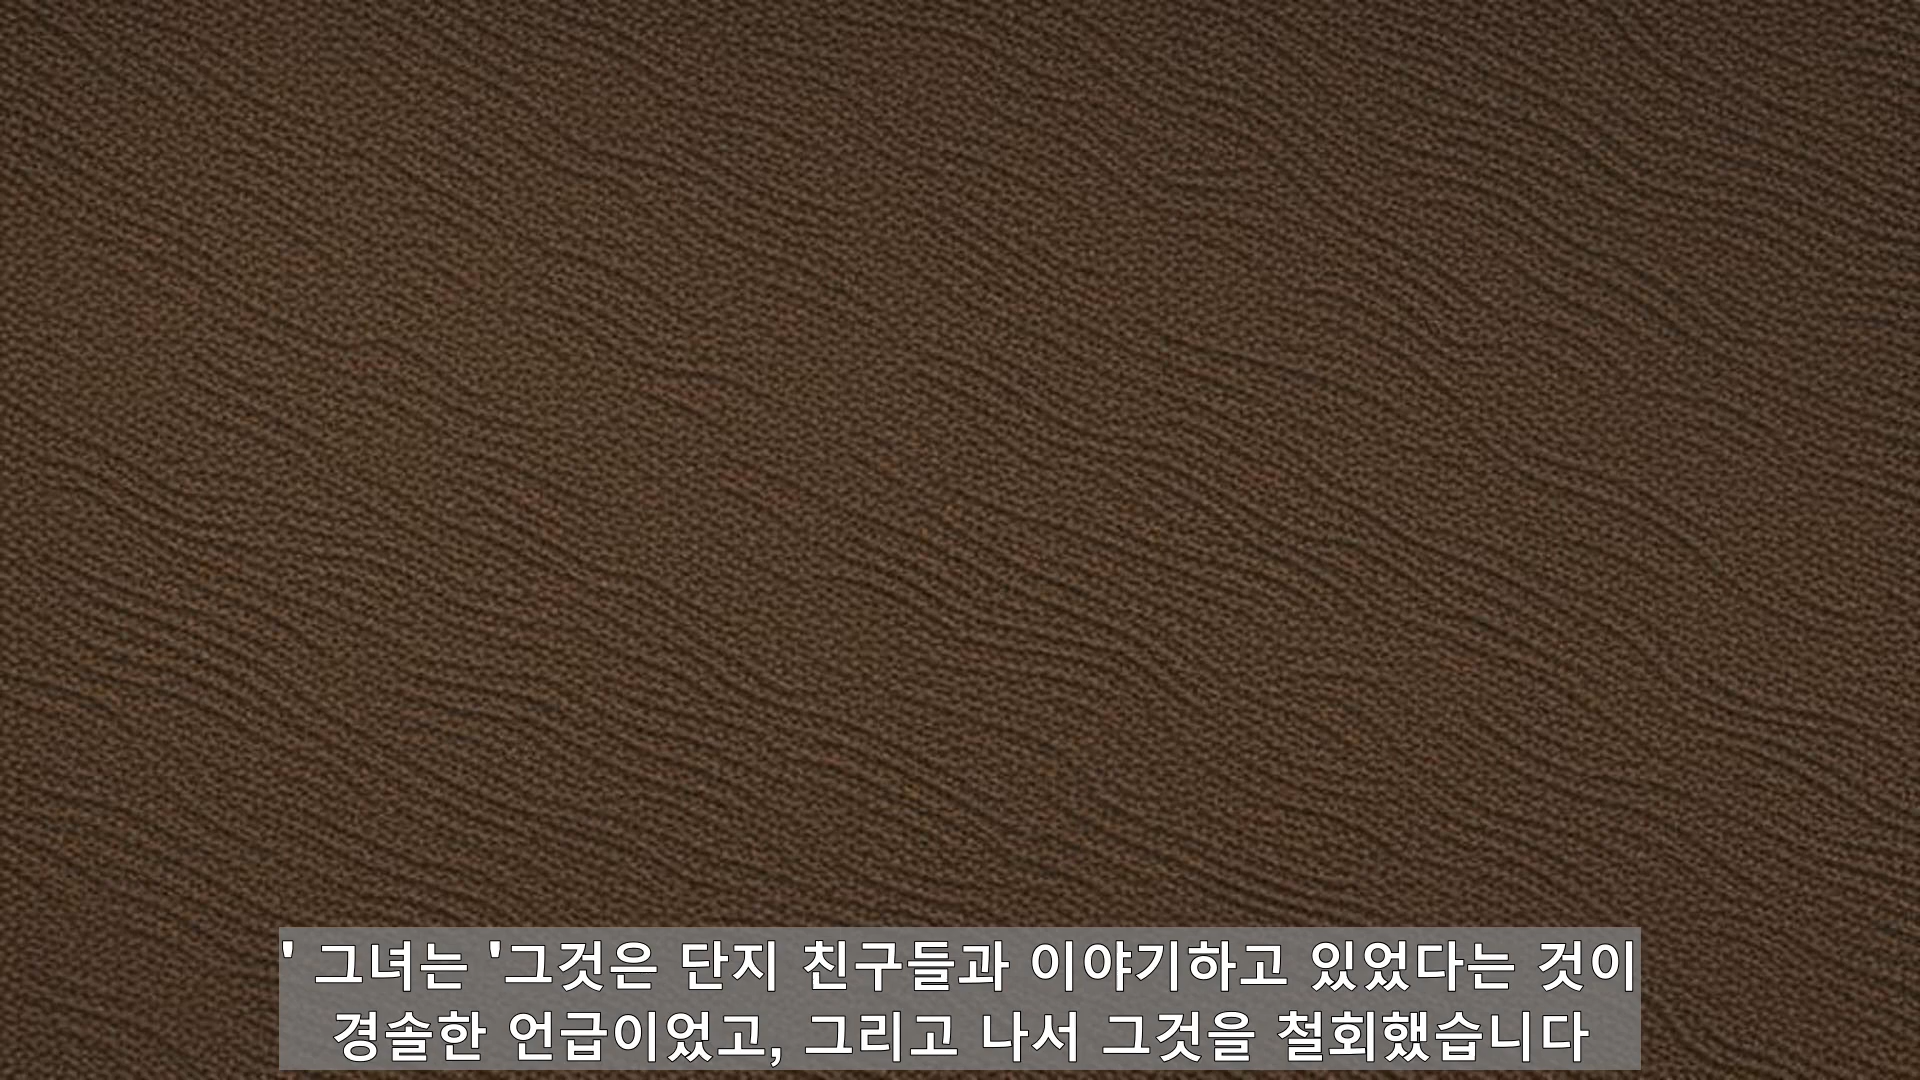 ' 그녀는 '그것은 단지 친구들과 이야기하고 있었다는 것이
경솔한 언급이었고, 그리고 나서 그것을 철회했습니다